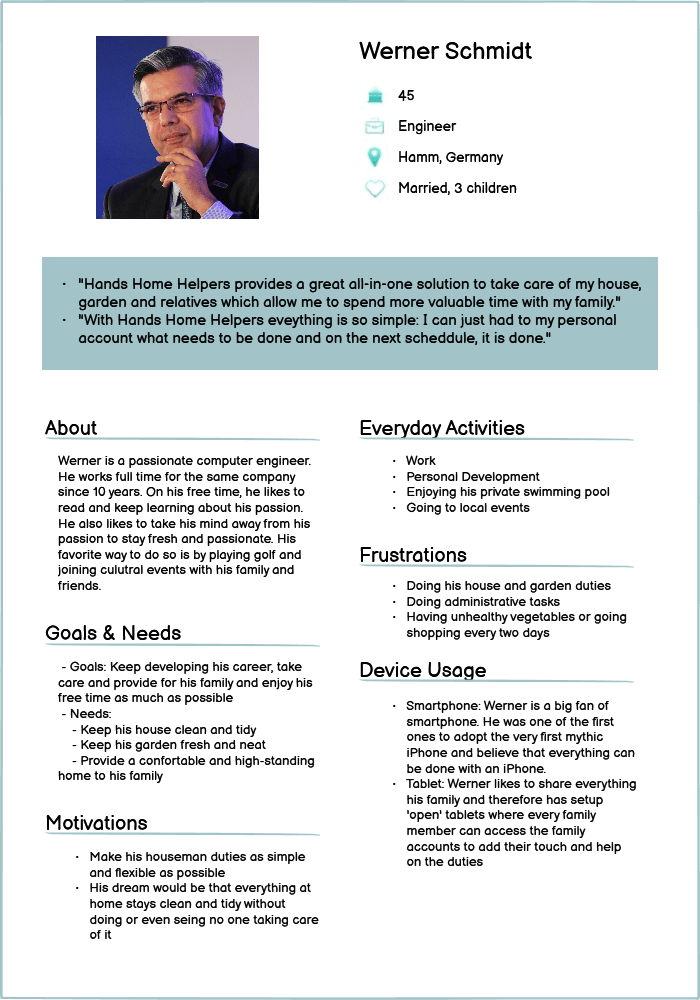 Werner Schmidt
45
Engineer
Hamm, Germany
Married, 3 children
· "Hands Home Helpers provides a great all-in-one solution to take care of my house,
garden and relatives which allow me to spend more valuable time with my family."
· "With Hands Home Helpers eveything is so simple: I can just had to my personal
account what needs to be done and on the next scheddule, it is done."
About
Werner is a passionate computer engineer.
He works full time for the same company
since 10 years. On his free time, he likes to
read and keep learning about his passion.
He also likes to take his mind away from his
passion to stay fresh and passionate. His
favorite way to do so is by playing golf and
joining culutral events with his family and
friends.
Goals & Needs
- Goals: Keep developing his career, take
care and provide for his family and enjoy his
free time as much as possible
- Needs:
- Keep his house clean and tidy
- Keep his garden fresh and neat
- Provide a confortable and high-standing
home to his family
Motivations
· Make his houseman duties as simple
and flexible as possible
· His dream would be that everything at
home stays clean and tidy without
doing or even seing no one taking care
of it
Everyday Activities
· Work
· Personal Development
· Enjoying his private swimming pool
· Going to local events
Frustrations
· Doing his house and garden duties
· Doing administrative tasks
· Having unhealthy vegetables or going
shopping every two days
Device Usage
· Smartphone: Werner is a big fan of
smartphone. He was one of the first
ones to adopt the very first mythic
iPhone and believe that everything can
be done with an iPhone.
· Tablet: Werner likes to share everything
his family and therefore has setup
'open' tablets where every family
member can access the family
accounts to add their touch and help
on the duties